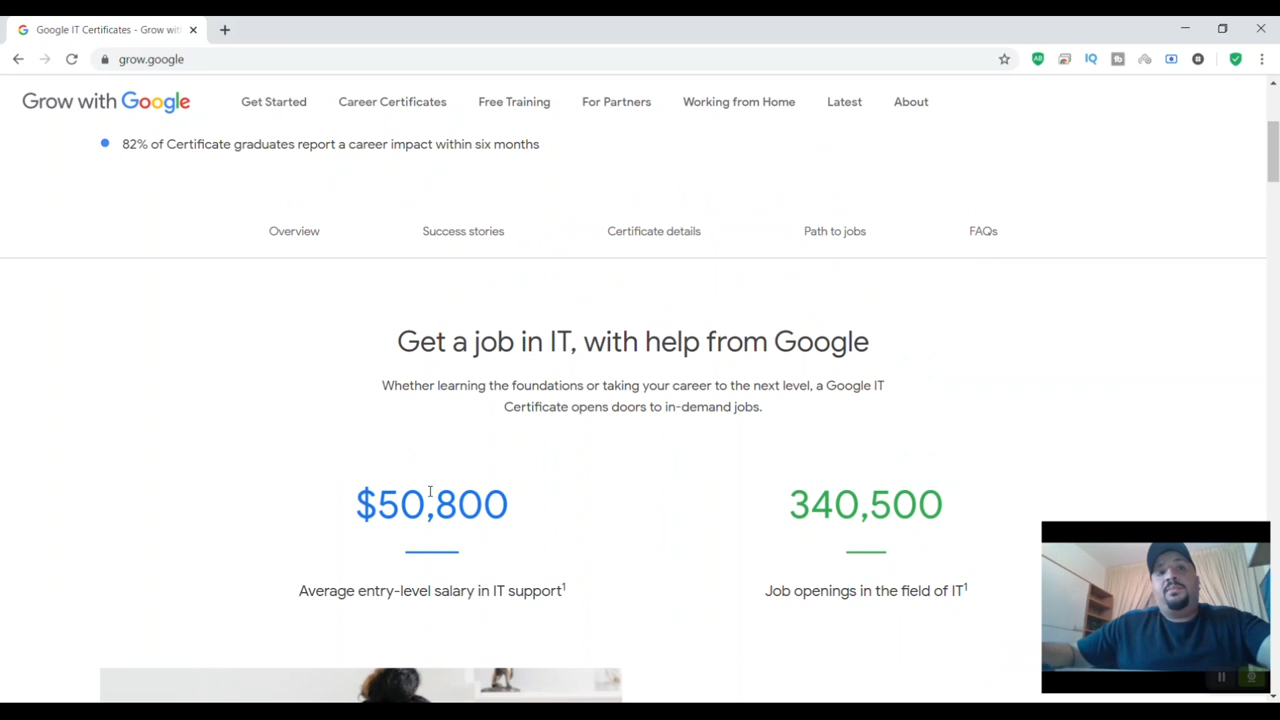 Google IT Certificates - Grow wit
grow.google
Grow with Google
Get Started
Career Certificates
Free Training
For Partners
Working from Home
Latest
About
82% of Certificate graduates report a career impact within six months
Overview
Success stories
Certificate details
Path to jobs
FAQs
Get a job in IT, with help from Google
Whether learning the foundations or taking your career to the next level, a Google IT
Certificate opens doors to in-demand jobs.
$50,800
340,500
Average entry-level salary in IT support1
Job openings in the field of IT1